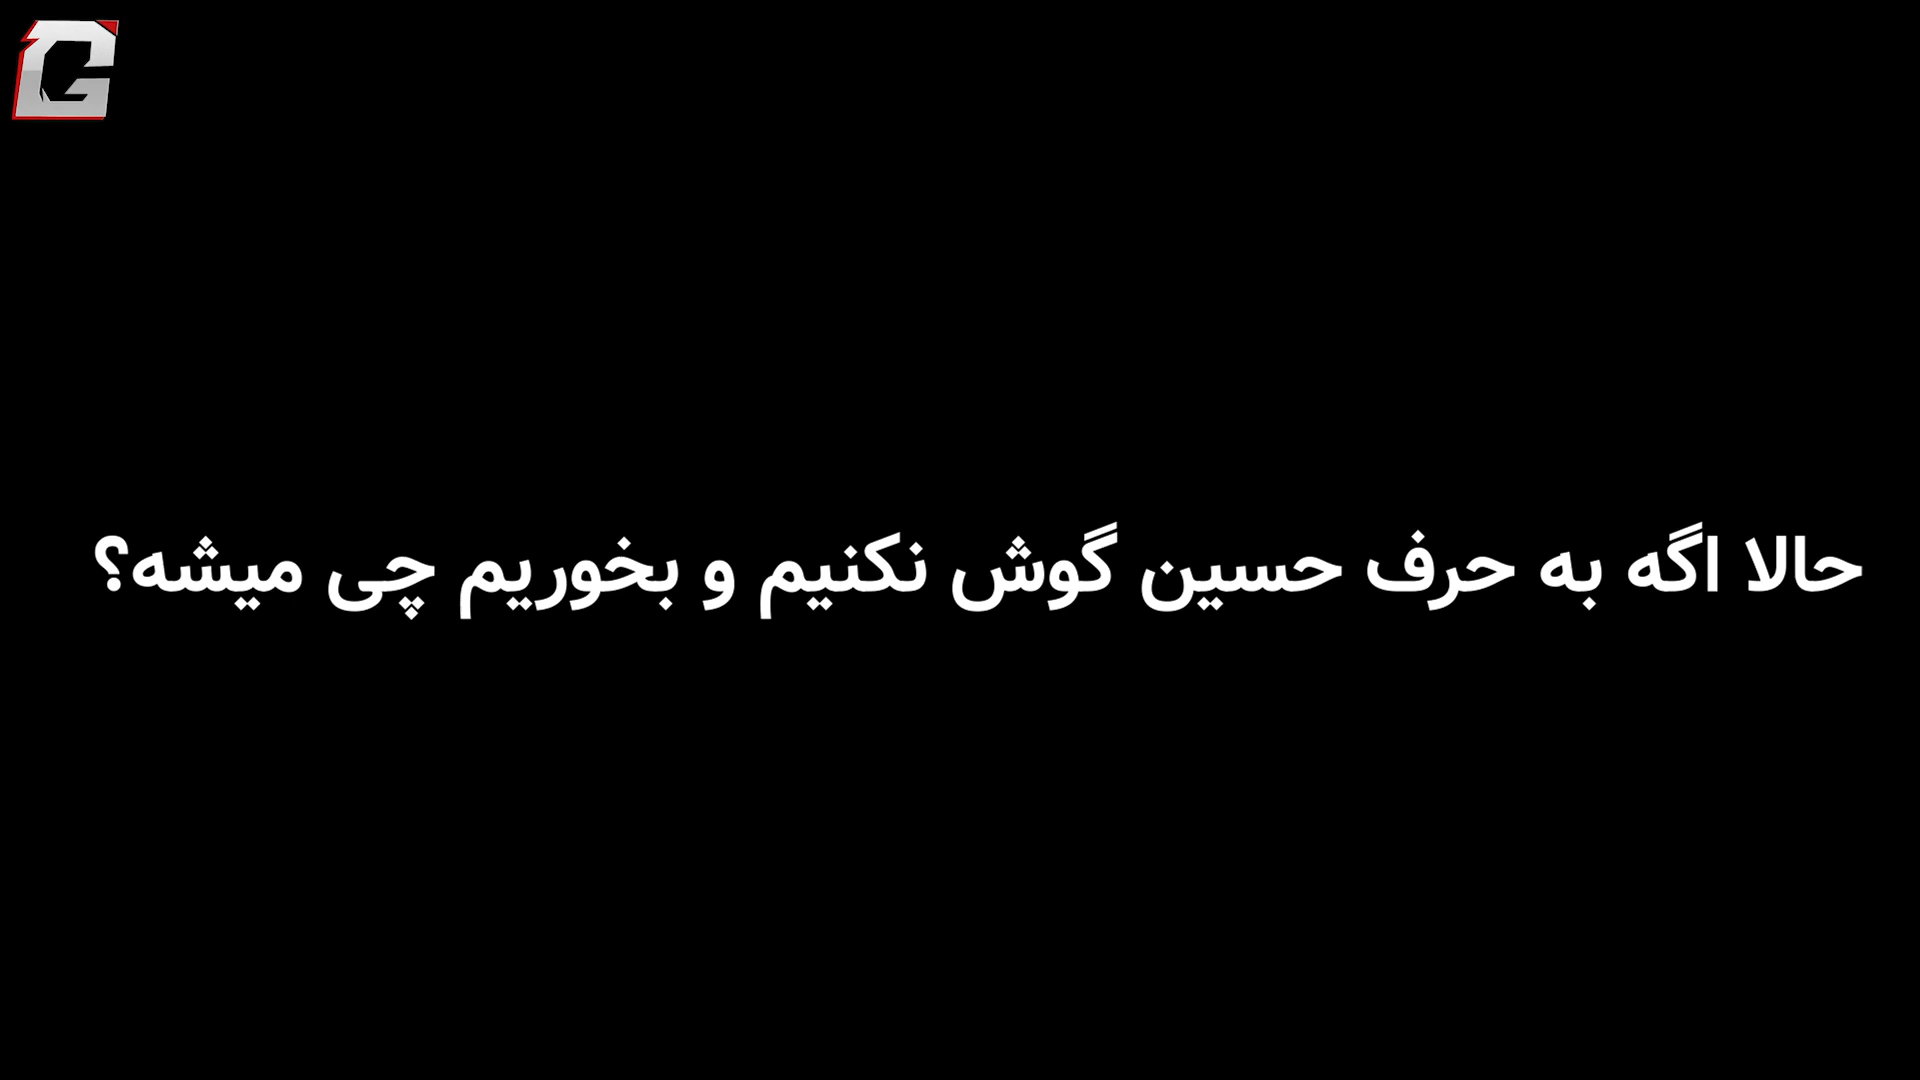 حالا اگه به حرف حسین گوش نکنیم و بخوریم چی میشه؟